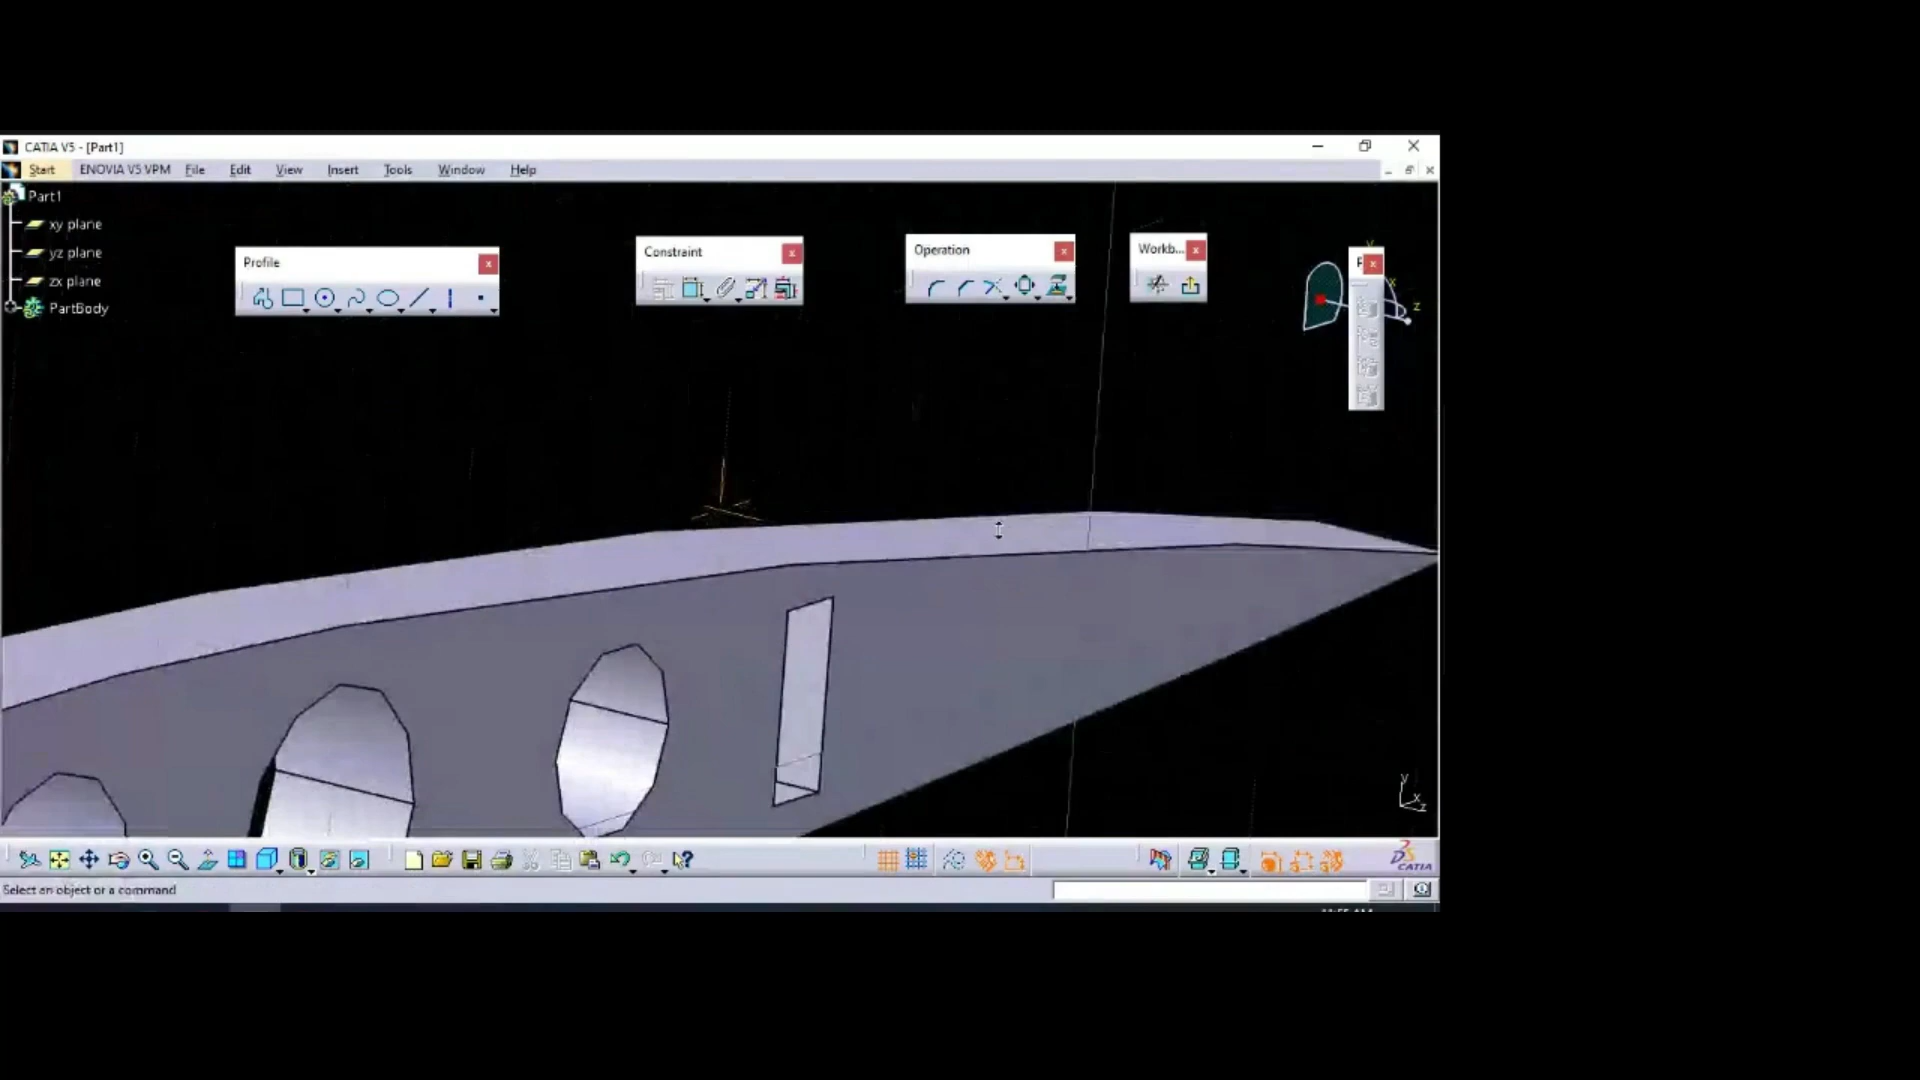 CATIA V5 - [Part1]
Start ENOVIA V5 VPM File Edit View Insert Tools Window Help
Part1
xy plane
yz plane
zx plane
PartBody
Profile
Constraint
Operation
Workb...
y
x
z
y
x
z
CATIA
Select an object or a command